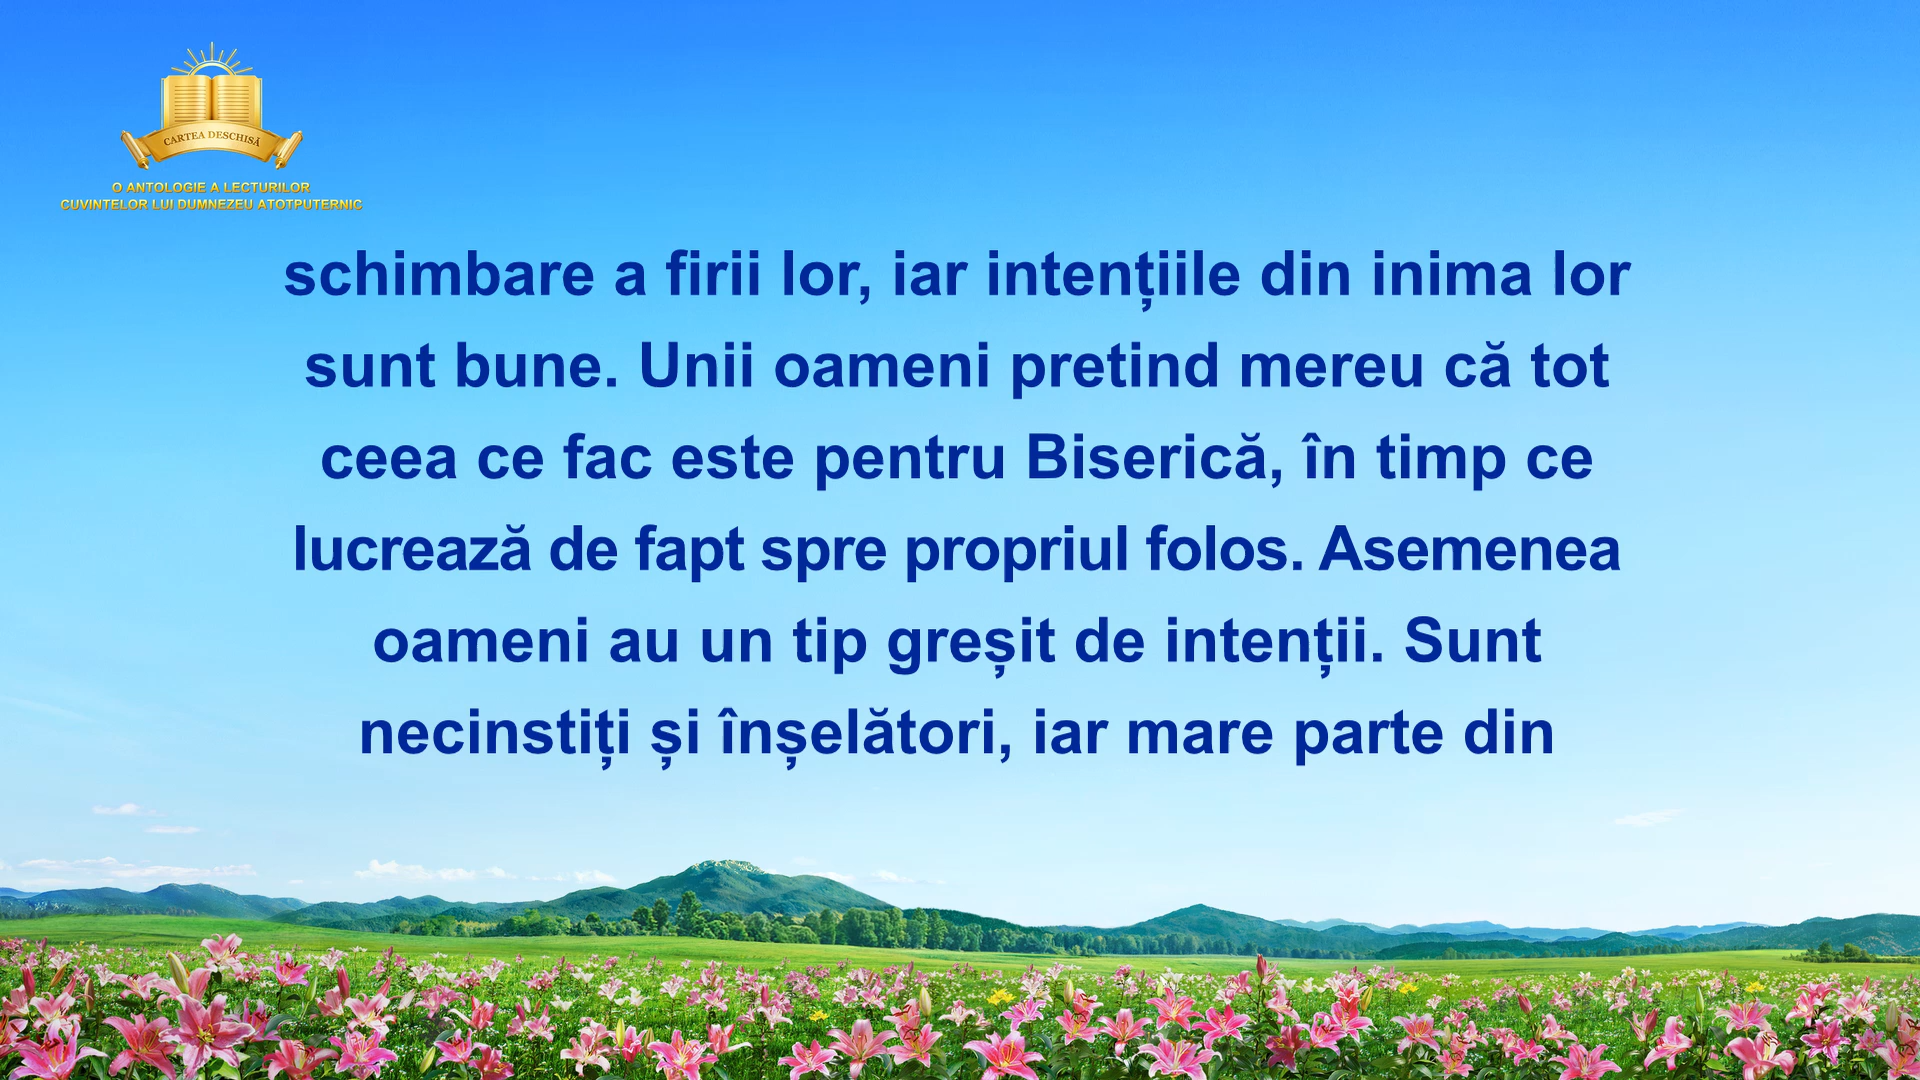 CARTEA DESCHISĂ
O ANTOLOGIE A LECTURILOR
CUVINTELOR LUI DUMNEZEU ATOTPUTERNIC
schimbare a firii lor, iar intențiile din inima lor
sunt bune. Unii oameni pretind mereu că tot
ceea ce fac este pentru Biserică, în timp ce
lucrează de fapt spre propriul folos. Asemenea
oameni au un tip greșit de intenții. Sunt
necinstiți și înșelători, iar mare parte din